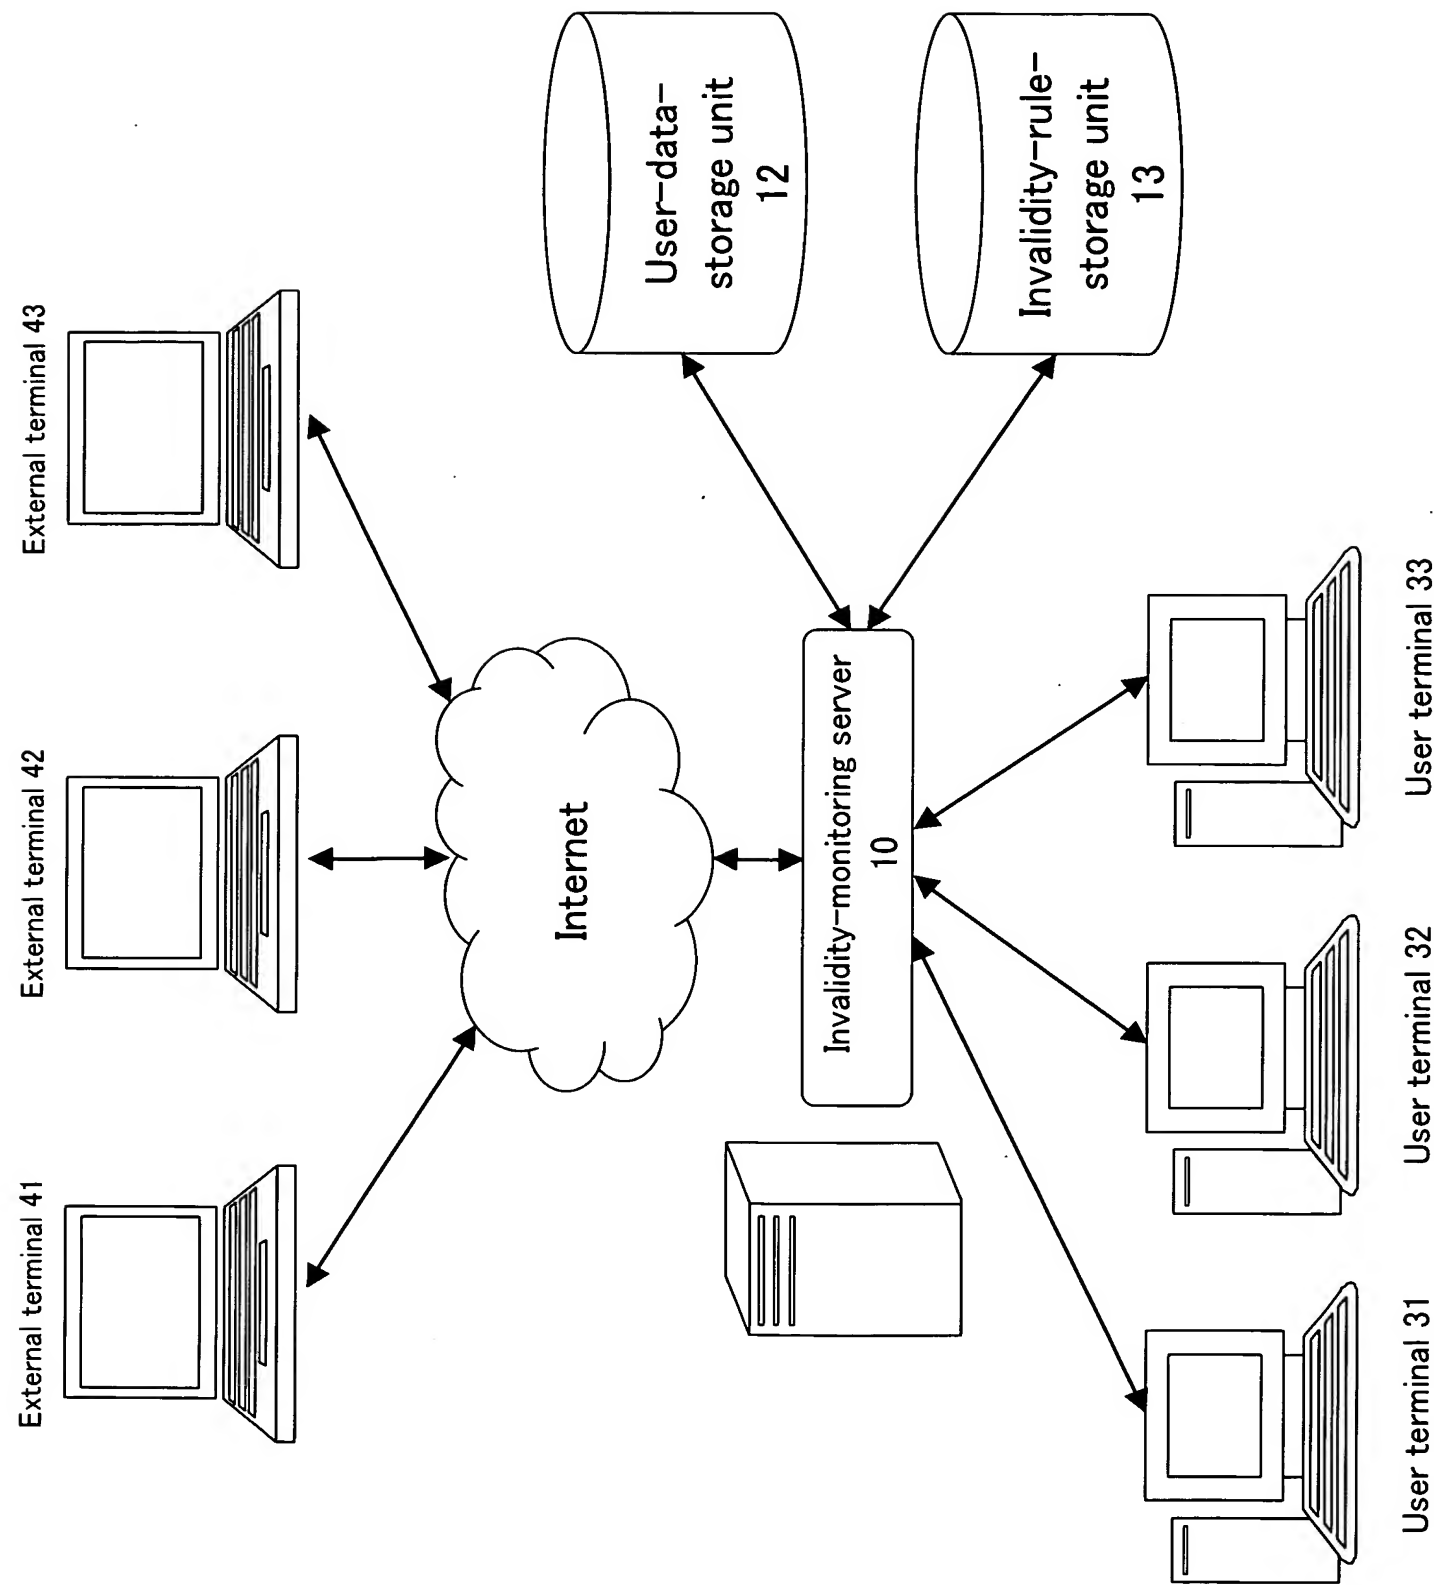 External terminal 41
External terminal 42
External terminal 43
Internet
User-data-
storage unit
12
Invalidity-monitoring server
10
Invalidity-rule-
storage unit
13
User terminal 31
User terminal 32
User terminal 33